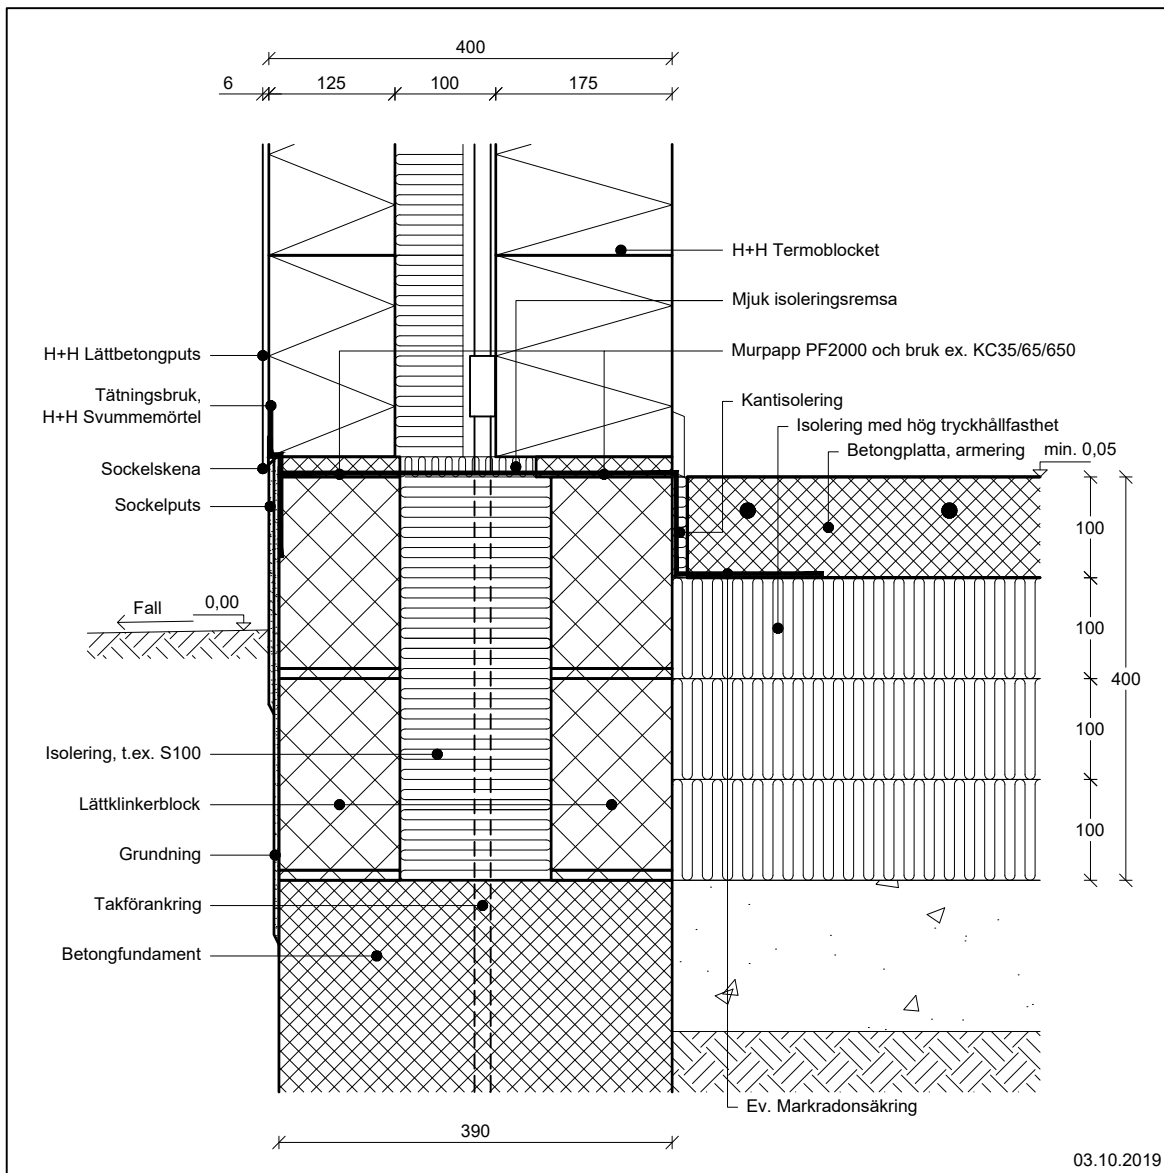 400
6
125
100
175
H+H Termoblocket
Mjuk isoleringsremsa
H+H Lättbetongputs
Murpapp PF2000 och bruk ex. KC35/65/650
Tätningsbruk,
H+H Svummemörtel
Kantisolering
Isolering med hög tryckhållfasthet
Betongplatta, armering
min. 0,05
Sockelskena
Sockelputs
100
Fall
0,00
100
400
100
Isolering, t.ex. S100
Lättklinkerblock
100
Grundning
Takförankring
Betongfundament
Ev. Markradonsäkring
390
03.10.2019